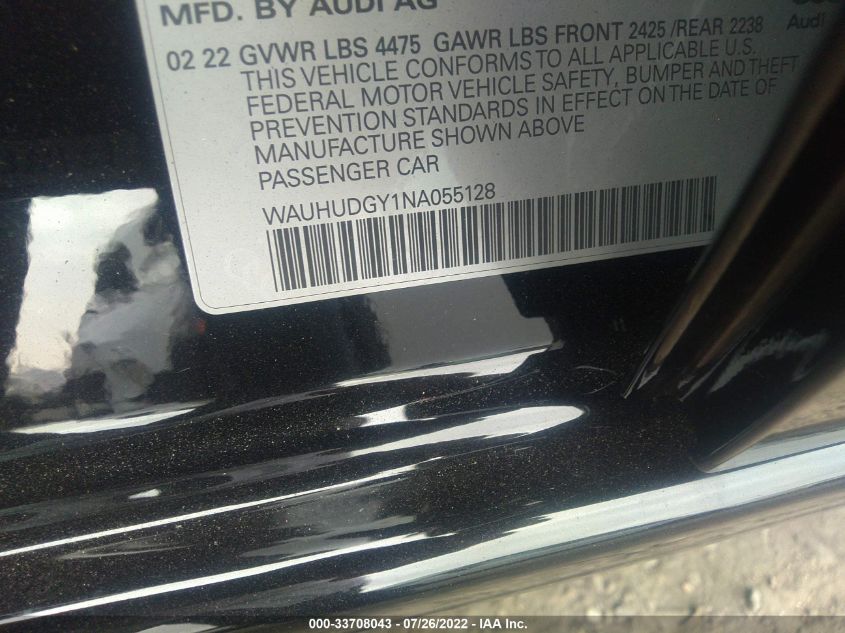 MFD. BY AUDI AG
Audi
02 22 GVWR LBS 4475 GAWR LBS FRONT 2425 /REAR 2238
THIS VEHICLE CONFORMS TO ALL APPLICABLE U.S.
FEDERAL MOTOR VEHICLE SAFETY, BUMPER AND THEFT
PREVENTION STANDARDS IN EFFECT ON THE DATE OF
MANUFACTURE SHOWN ABOVE
PASSENGER CAR
WAUHUDGY1NA055128
000-33708043 - 07/26/2022 - IAA Inc.